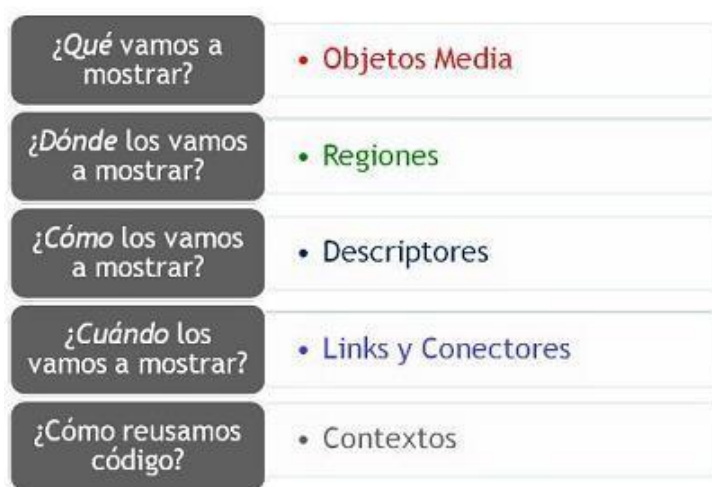 ¿Qué vamos a
mostrar?
• Objetos Media
¿Dónde los vamos
a mostrar?
• Regiones
¿Cómo los vamos
a mostrar?
• Descriptores
¿Cuándo los
vamos a mostrar?
• Links y Conectores
¿Cómo reusamos
código?
• Contextos